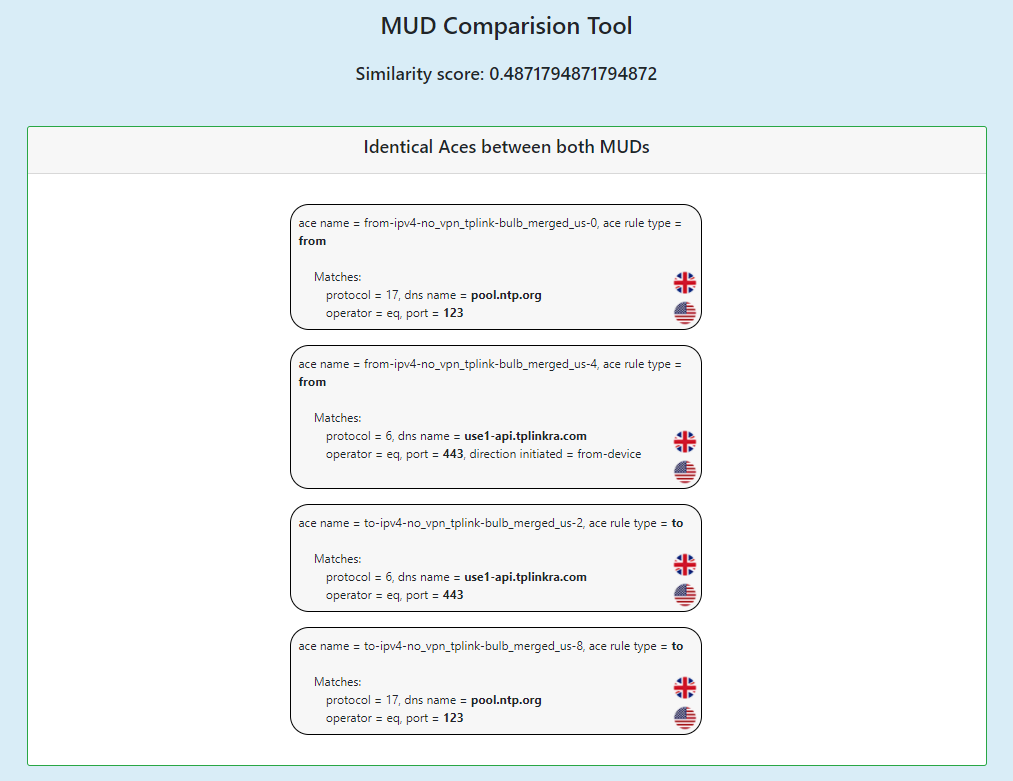 MUD Comparision Tool
Similarity score: 0.4871794871794872
Identical Aces between both MUDs
ace name = from-ipv4-no_vpn_tplink-bulb_merged_us-0, ace rule type =
from
Matches:
protocol = 17, dns name = pool.ntp.org
operator = eq, port = 123
ace name = from-ipv4-no_vpn_tplink-bulb_merged_us-4, ace rule type =
from
Matches:
protocol = 6, dns name = use1-api.tplinkra.com
operator = eq, port = 443, direction initiated = from-device
ace name = to-ipv4-no_vpn_tplink-bulb_merged_us-2, ace rule type = to
Matches:
protocol = 6, dns name = use1-api.tplinkra.com
operator = eq, port = 443
ace name = to-ipv4-no_vpn_tplink-bulb_merged_us-8, ace rule type = to
Matches:
protocol = 17, dns name = pool.ntp.org
operator = eq, port = 123